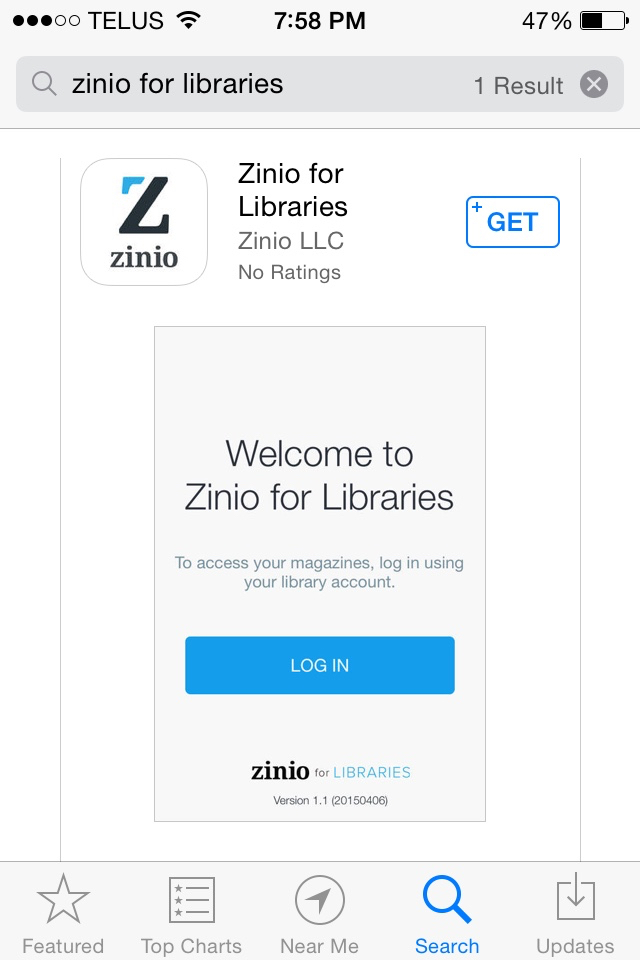 TELUS 7:58 PM 47%
zinio for libraries 1 Result
Z
zinio
Zinio for
Libraries
Zinio LLC
No Ratings
+ GET
Welcome to
Zinio for Libraries
To access your magazines, log in using
your library account.
LOG IN
zinio for LIBRARIES
Version 1.1 (20150406)
Featured Top Charts Near Me Search Updates